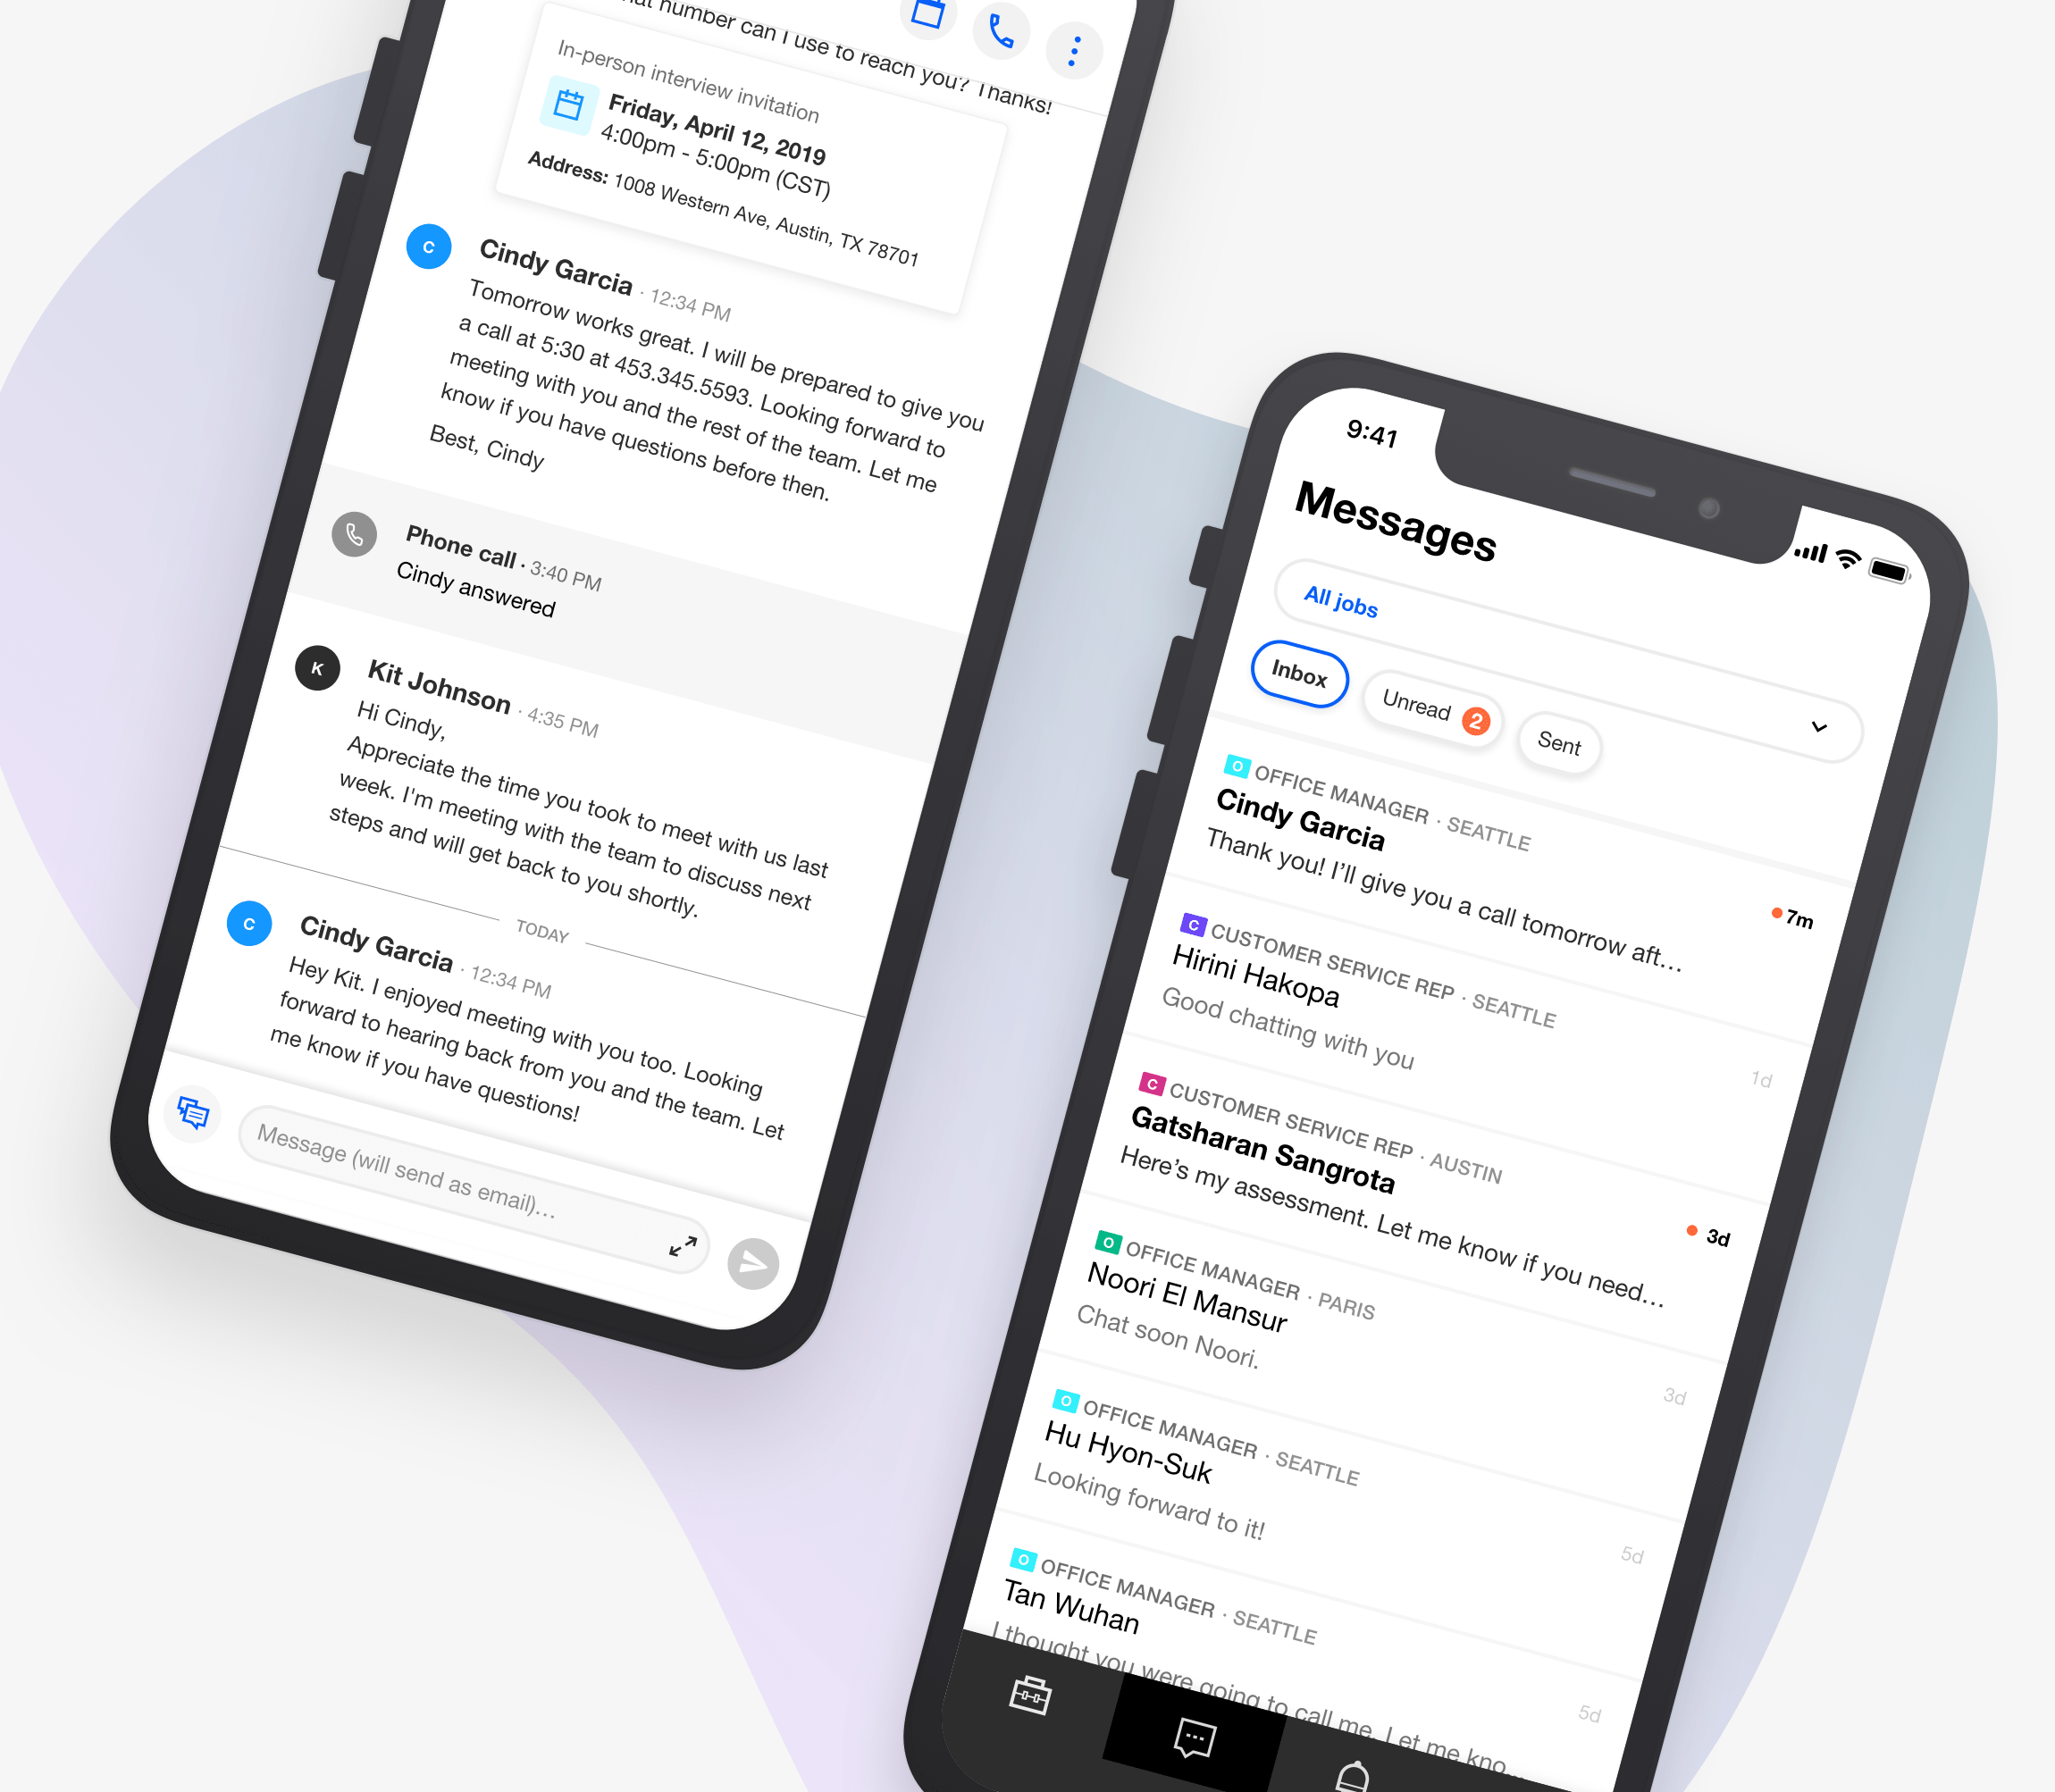 number can I use to reach you? Thanks!
In-person interview invitation
Friday, April 12, 2019
4:00pm - 5:00pm (CST)
Address: 1008 Western Ave, Austin, TX 78701
C
Cindy Garcia · 12:34 PM
Tomorrow works great. I will be prepared to give you
a call at 5:30 at 453.345.5593. Looking forward to
meeting with you and the rest of the team. Let me
know if you have questions before then.
Best, Cindy
Phone call · 3:40 PM
Cindy answered
K
Kit Johnson · 4:35 PM
Hi Cindy,
Appreciate the time you took to meet with us last
week. I'm meeting with the team to discuss next
steps and will get back to you shortly.
TODAY
C
Cindy Garcia · 12:34 PM
Hey Kit. I enjoyed meeting with you too. Looking
forward to hearing back from you and the team. Let
me know if you have questions!
Message (will send as email)...
9:41
Messages
All jobs
Inbox
Unread 2
Sent
O OFFICE MANAGER · SEATTLE
Cindy Garcia
Thank you! I’ll give you a call tomorrow aft...
7m
C CUSTOMER SERVICE REP · SEATTLE
Hirini Hakopa
Good chatting with you
1d
C CUSTOMER SERVICE REP · AUSTIN
Gatsharan Sangrota
Here’s my assessment. Let me know if you need...
3d
O OFFICE MANAGER · PARIS
Noori El Mansur
Chat soon Noori.
3d
O OFFICE MANAGER · SEATTLE
Hu Hyon-Suk
Looking forward to it!
5d
O OFFICE MANAGER · SEATTLE
Tan Wuhan
I thought you were going to call me. Let me kno...
5d